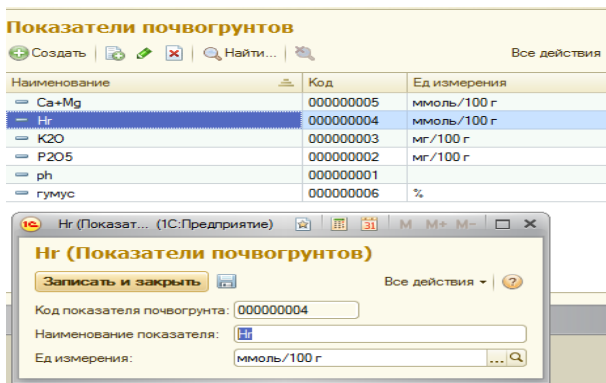 Показатели почвогрунтов
Создать Найти... Все действия
Наименование Код Ед измерения
Ca+Mg 000000005 ммоль/100 г
Hr 000000004 ммоль/100 г
K2O 000000003 мг/100 г
P2O5 000000002 мг/100 г
ph 000000001
гумус 000000006 %
1С Hr (Показат... (1С:Предприятие) 31 M M+ M-
Hr (Показатели почвогрунтов)
Записать и закрыть Все действия ?
Код показателя почвогрунта: 000000004
Наименование показателя: Hr
Ед измерения: ммоль/100 г ...